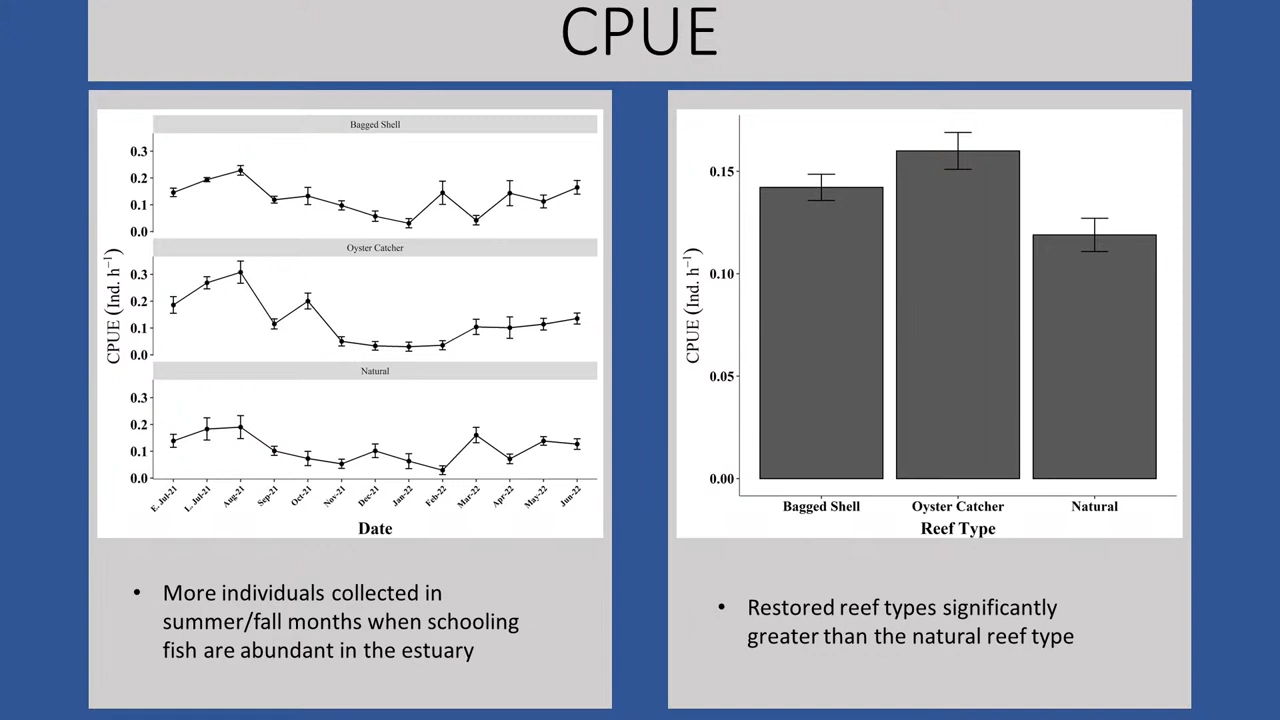 CPUE
Bagged Shell
0.3
0.2
0.1
0.0
Oyster Catcher
0.3
0.2
0.1
0.0
Natural
0.3
0.2
0.1
0.0
CPUE (Ind. h⁻¹)
E. Jul-21
L. Jul-21
Aug-21
Sep-21
Oct-21
Nov-21
Dec-21
Jan-22
Feb-22
Mar-22
Apr-22
May-22
Jun-22
Date
• More individuals collected in
summer/fall months when schooling
fish are abundant in the estuary
CPUE (Ind. h⁻¹)
0.15
0.10
0.05
0.00
Bagged Shell
Oyster Catcher
Natural
Reef Type
• Restored reef types significantly
greater than the natural reef type